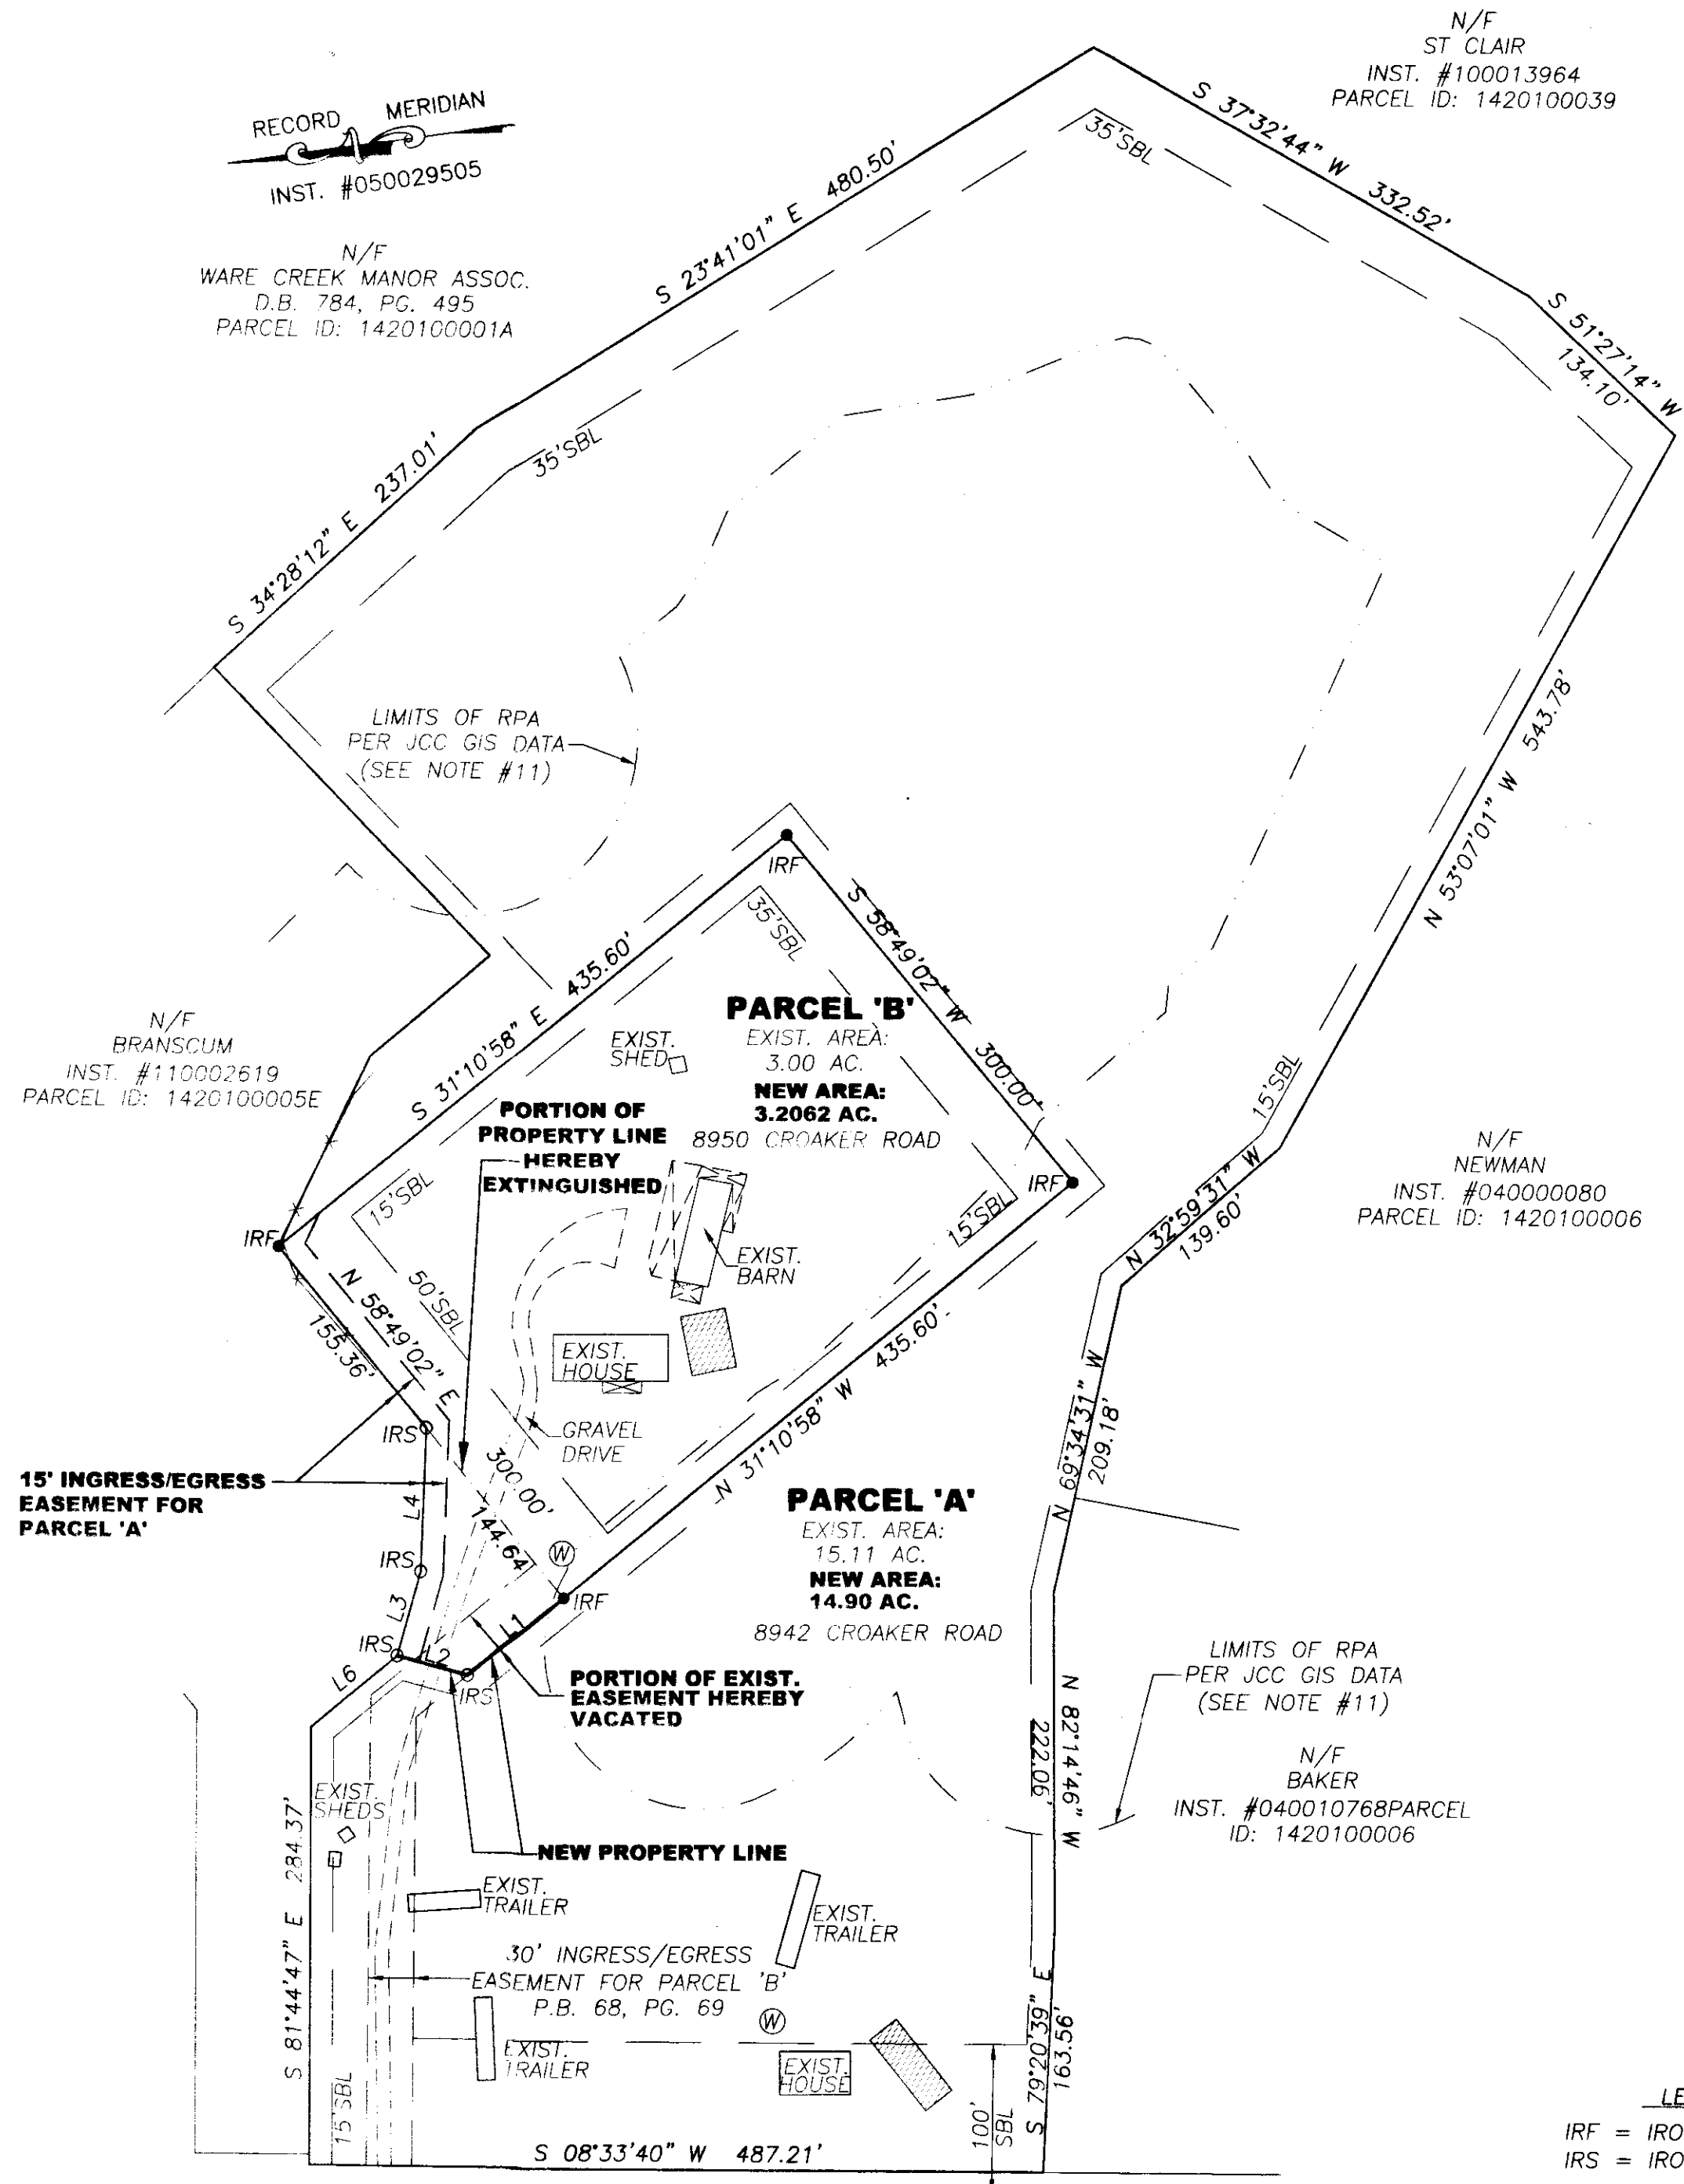 N/F
ST CLAIR
INST. #100013964
PARCEL ID: 1420100039
RECORD MERIDIAN
INST. #050029505
N/F
WARE CREEK MANOR ASSOC.
D.B. 784, PG. 495
PARCEL ID: 1420100001A
S 23°41'01" E 480.50'
35'SBL
S 37°32'44" W 332.52'
S 51°27'14" W
134.10'
S 34°28'12" E 237.01'
35'SBL
LIMITS OF RPA
PER JCC GIS DATA
(SEE NOTE #11)
N 53°07'01" W 543.78'
IRF
35'SBL
S 58°49'02" W 300.00'
S 31°10'58" E 435.60'
PARCEL 'B'
EXIST. AREA:
3.00 AC.
NEW AREA:
3.2062 AC.
8950 CROAKER ROAD
EXIST.
SHED
N/F
BRANSCUM
INST. #110002619
PARCEL ID: 1420100005E
PORTION OF
PROPERTY LINE
HEREBY
EXTINGUISHED
15'SBL
N/F
NEWMAN
INST. #040000080
PARCEL ID: 1420100006
IRF
15'SBL
15'SBL
N 32°59'31" W
139.60'
IRF
50'SBL
N 58°49'02" E
155.36'
EXIST.
BARN
EXIST.
HOUSE
N 31°10'58" W 435.60'
GRAVEL
DRIVE
IRS
300.00'
144.64
N 69°34'31" W
209.18'
15' INGRESS/EGRESS
EASEMENT FOR
PARCEL 'A'
L4
PARCEL 'A'
EXIST. AREA:
15.11 AC.
NEW AREA:
14.90 AC.
8942 CROAKER ROAD
W
IRS
IRF
L3
L1
IRS
L2
L6
IRS
PORTION OF EXIST.
EASEMENT HEREBY
VACATED
N 82°14'46" W
222.06'
LIMITS OF RPA
PER JCC GIS DATA
(SEE NOTE #11)
N/F
BAKER
INST. #040010768PARCEL
ID: 1420100006
EXIST.
SHEDS
S 81°44'47" E 284.37'
NEW PROPERTY LINE
EXIST.
TRAILER
EXIST.
TRAILER
30' INGRESS/EGRESS
EASEMENT FOR PARCEL 'B'
P.B. 68, PG. 69
W
EXIST.
TRAILER
EXIST.
HOUSE
S 79°20'39" E
163.56'
15'SBL
100'
SBL
S 08°33'40" W 487.21'
LE
IRF = IRO
IRS = IRO